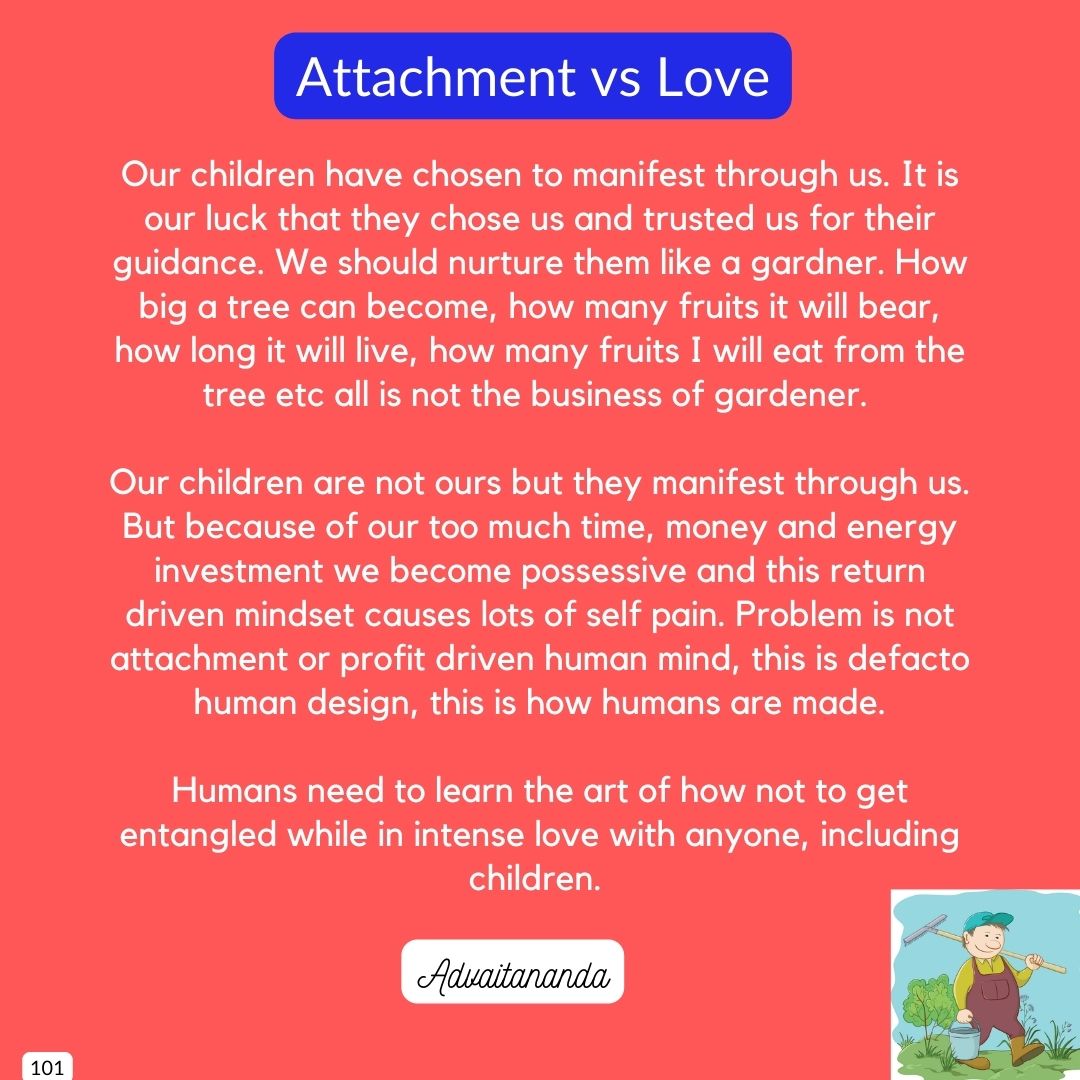 Attachment vs Love
Our children have chosen to manifest through us. It is
our luck that they chose us and trusted us for their
guidance. We should nurture them like a gardner. How
big a tree can become, how many fruits it will bear,
how long it will live, how many fruits I will eat from the
tree etc all is not the business of gardener.
Our children are not ours but they manifest through us.
But because of our too much time, money and energy
investment we become possessive and this return
driven mindset causes lots of self pain. Problem is not
attachment or profit driven human mind, this is defacto
human design, this is how humans are made.
Humans need to learn the art of how not to get
entangled while in intense love with anyone, including
children.
Advaitananda
101